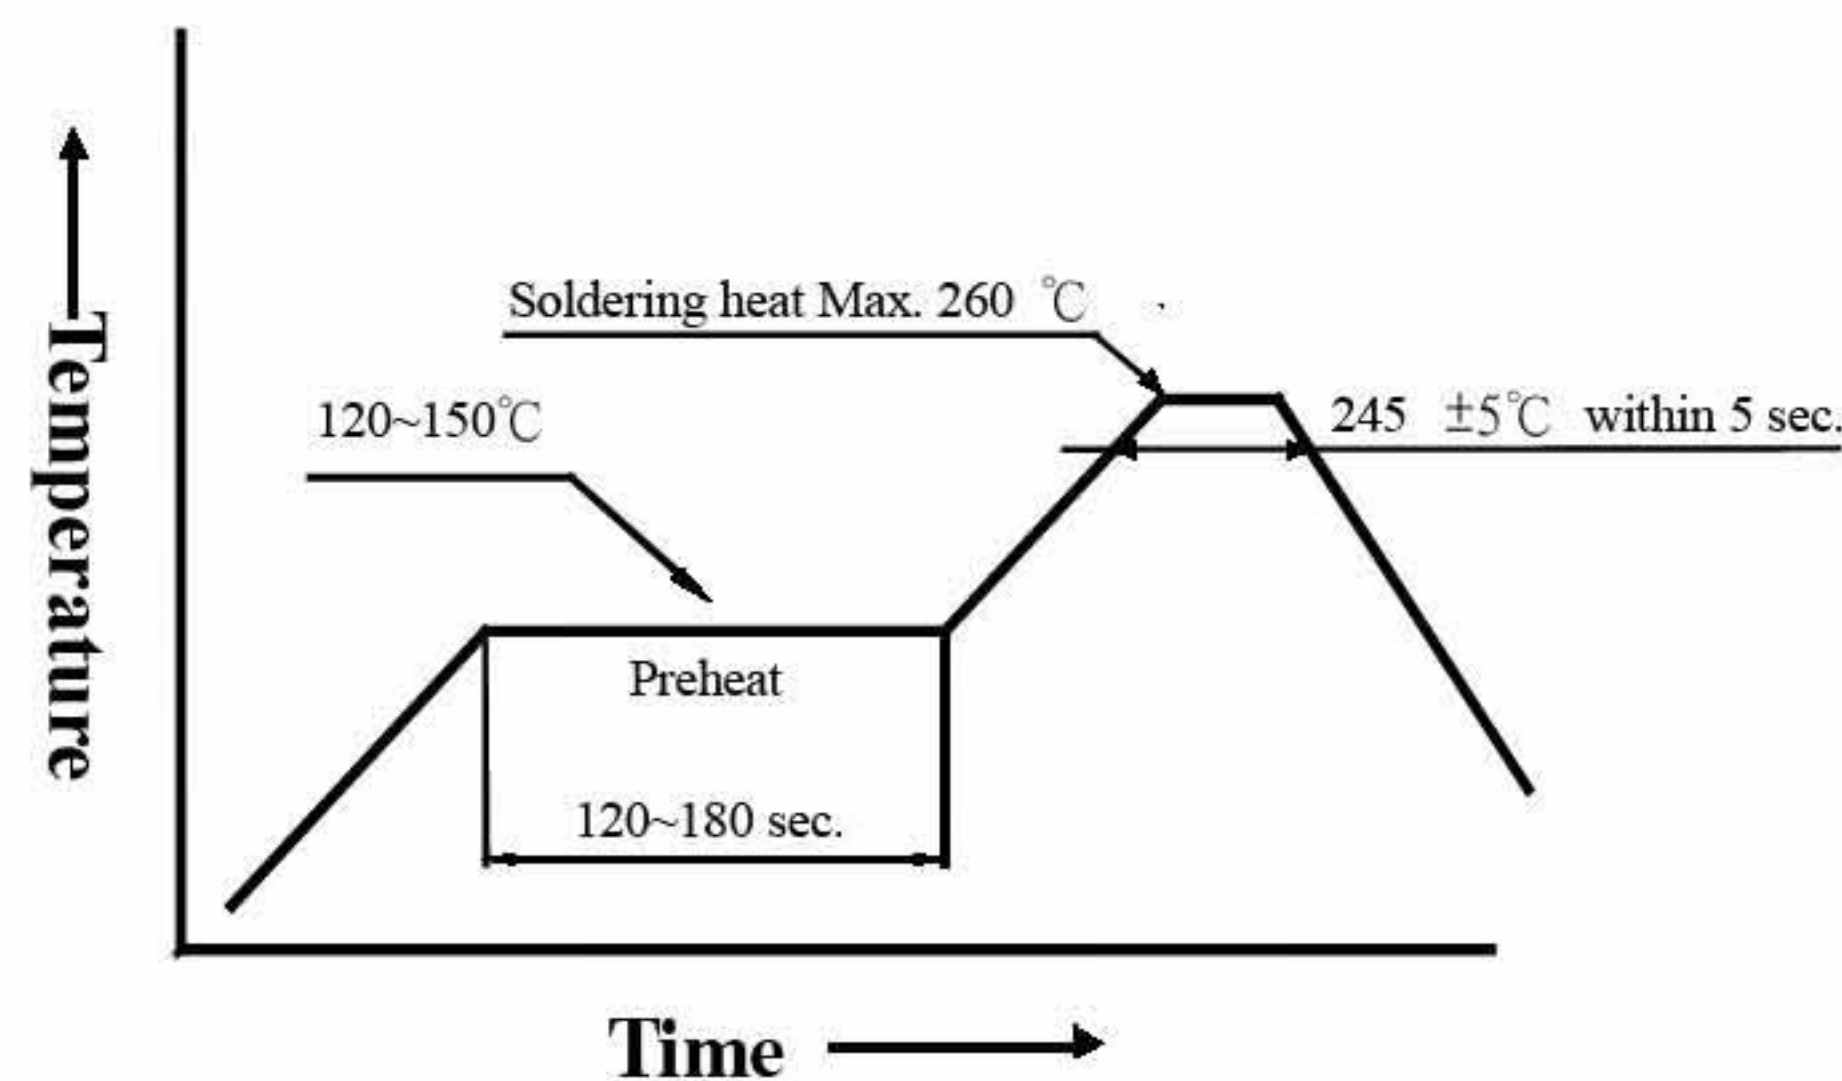 Soldering heat Max. 260 ℃
120~150℃
245 ±5℃ within 5 sec.
Temperature
Preheat
120~180 sec.
Time